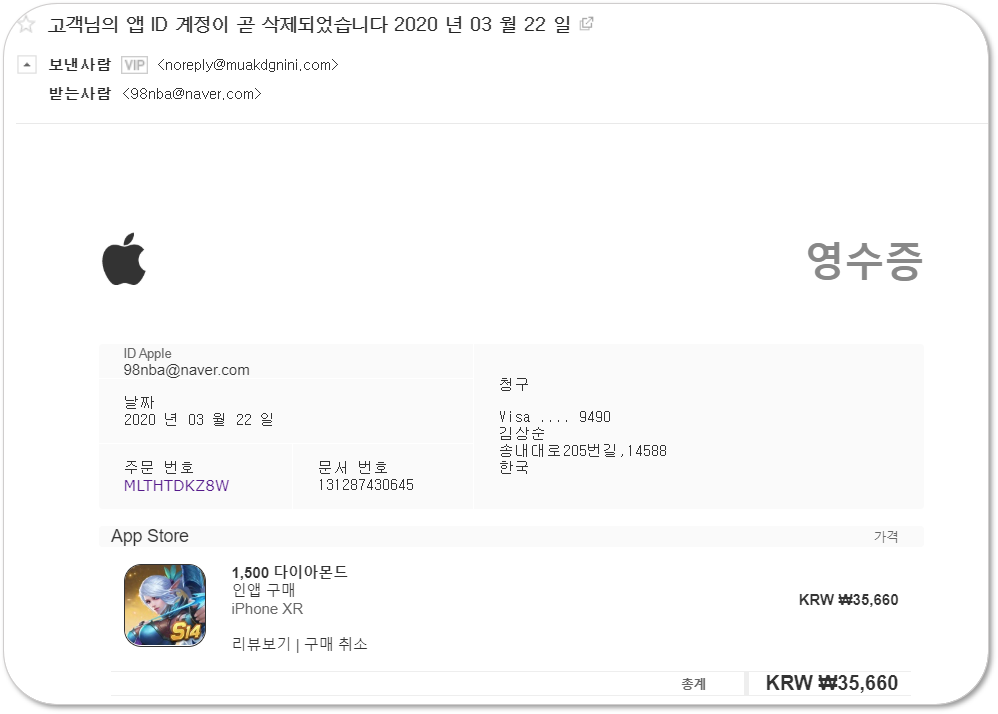 고객님의 앱 ID 계정이 곧 삭제되었습니다 2020 년 03 월 22 일
보낸사람 VIP <noreply@muakdgnini.com>
받는사람 <98nba@naver.com>
영수증
ID Apple
98nba@naver.com
날짜
2020 년 03 월 22 일
주문 번호
MLTHTDKZ8W
문서 번호
131287430645
청구
Visa .... 9490
김상순
송내대로205번길,14588
한국
App Store
가격
S14
1,500 다이아몬드
인앱 구매
iPhone XR
KRW ₩35,660
리뷰보기 | 구매 취소
총계
KRW ₩35,660